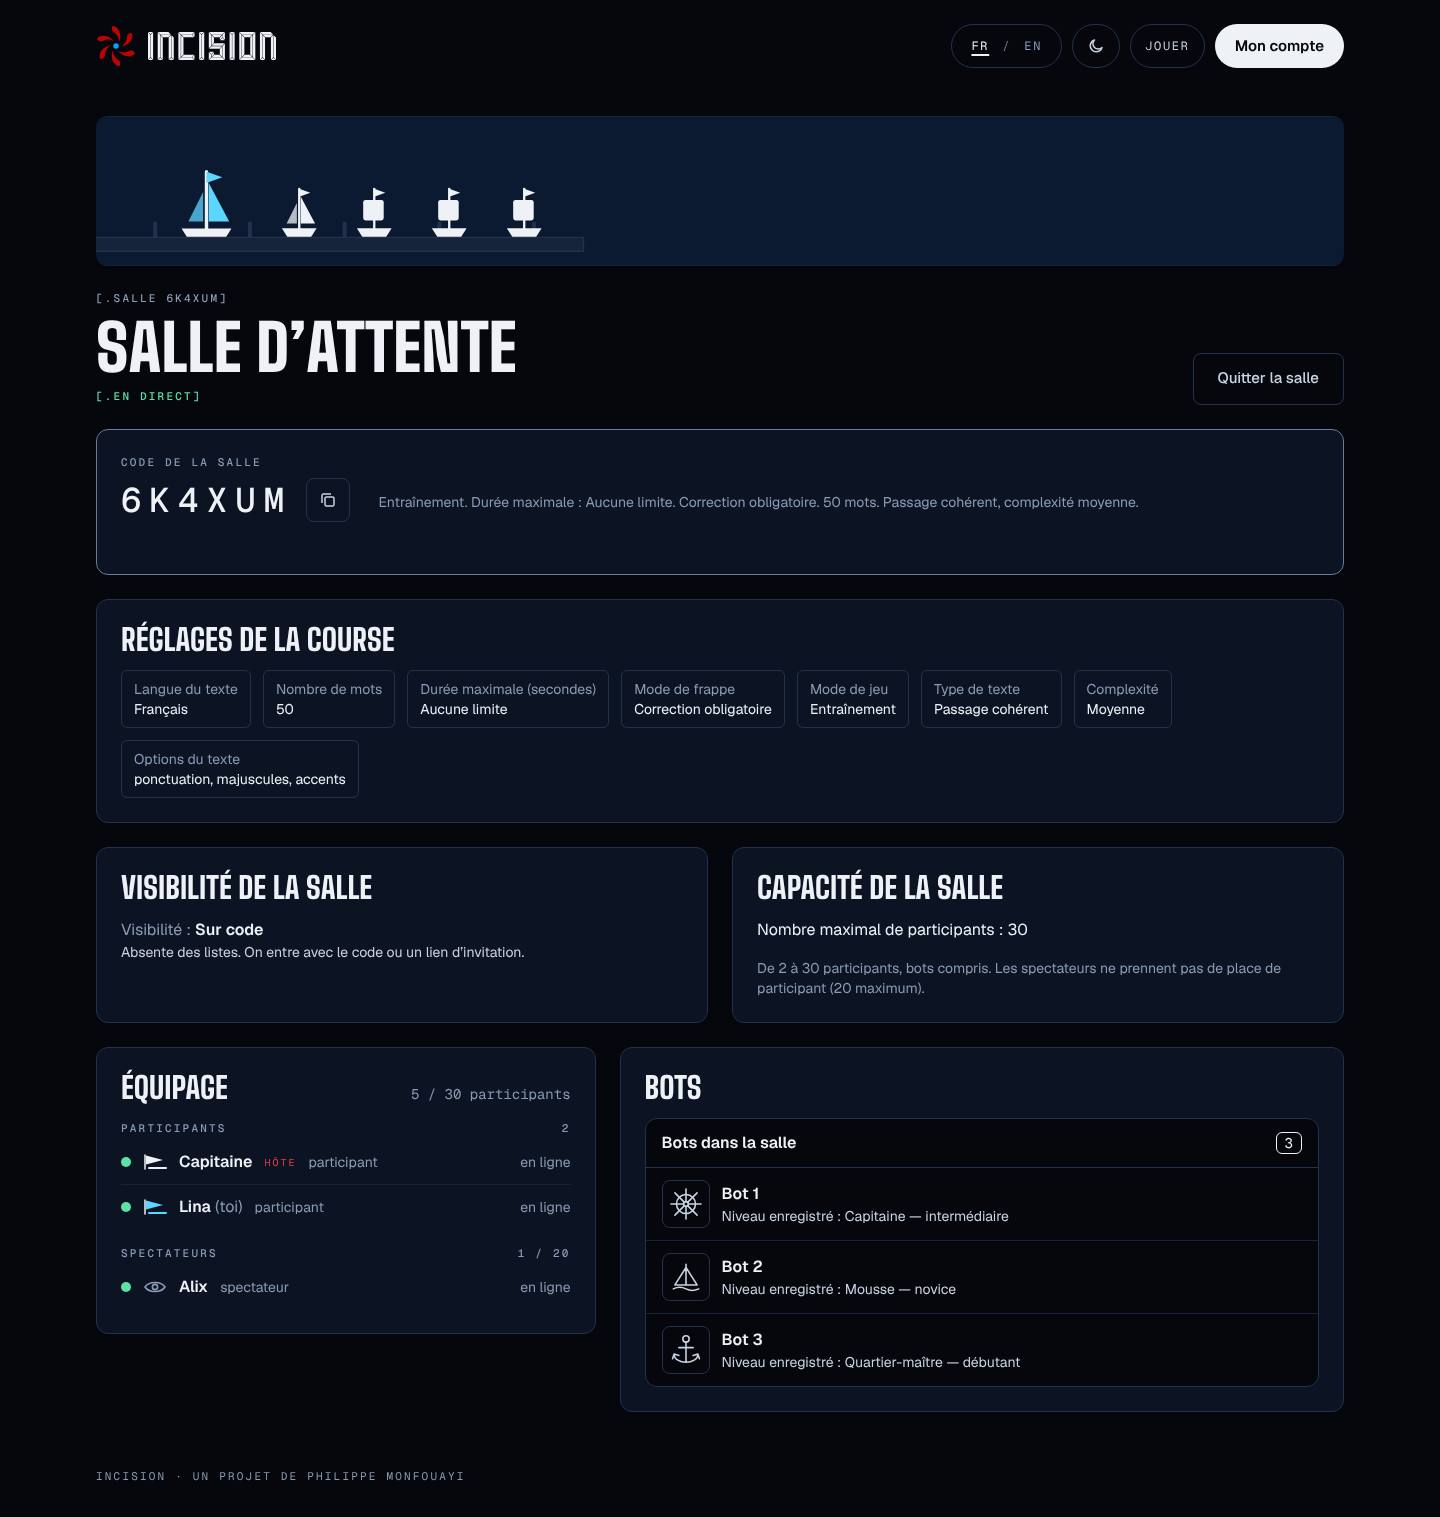 INCISION
FR / EN
JOUER
Mon compte
[.SALLE 6K4XUM]
SALLE D’ATTENTE
[.EN DIRECT]
Quitter la salle
CODE DE LA SALLE
6K4XUM
Entraînement. Durée maximale : Aucune limite. Correction obligatoire. 50 mots. Passage cohérent, complexité moyenne.
RÉGLAGES DE LA COURSE
Langue du texte
Français
Nombre de mots
50
Durée maximale (secondes)
Aucune limite
Mode de frappe
Correction obligatoire
Mode de jeu
Entraînement
Type de texte
Passage cohérent
Complexité
Moyenne
Options du texte
ponctuation, majuscules, accents
VISIBILITÉ DE LA SALLE
Visibilité : Sur code
Absente des listes. On entre avec le code ou un lien d’invitation.
CAPACITÉ DE LA SALLE
Nombre maximal de participants : 30
De 2 à 30 participants, bots compris. Les spectateurs ne prennent pas de place de
participant (20 maximum).
ÉQUIPAGE
5 / 30 participants
PARTICIPANTS 2
Capitaine HÔTE participant en ligne
Lina (toi) participant en ligne
SPECTATEURS 1 / 20
Alix spectateur en ligne
BOTS
Bots dans la salle 3
Bot 1
Niveau enregistré : Capitaine — intermédiaire
Bot 2
Niveau enregistré : Mousse — novice
Bot 3
Niveau enregistré : Quartier-maître — débutant
INCISION · UN PROJET DE PHILIPPE MONFOUAYI